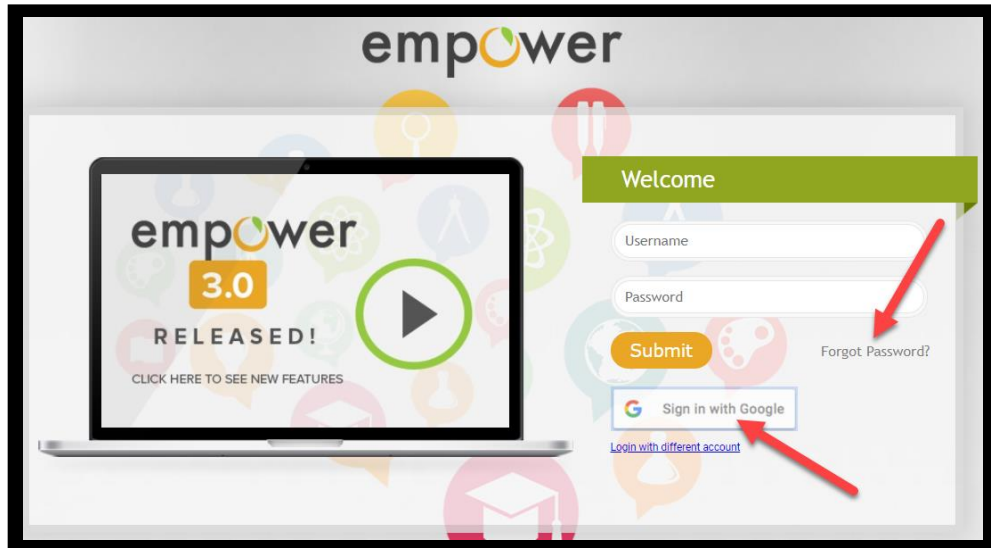 empower
empower
3.0
RELEASED!
CLICK HERE TO SEE NEW FEATURES
Welcome
Username
Password
Submit
Forgot Password?
Sign in with Google
Login with different account